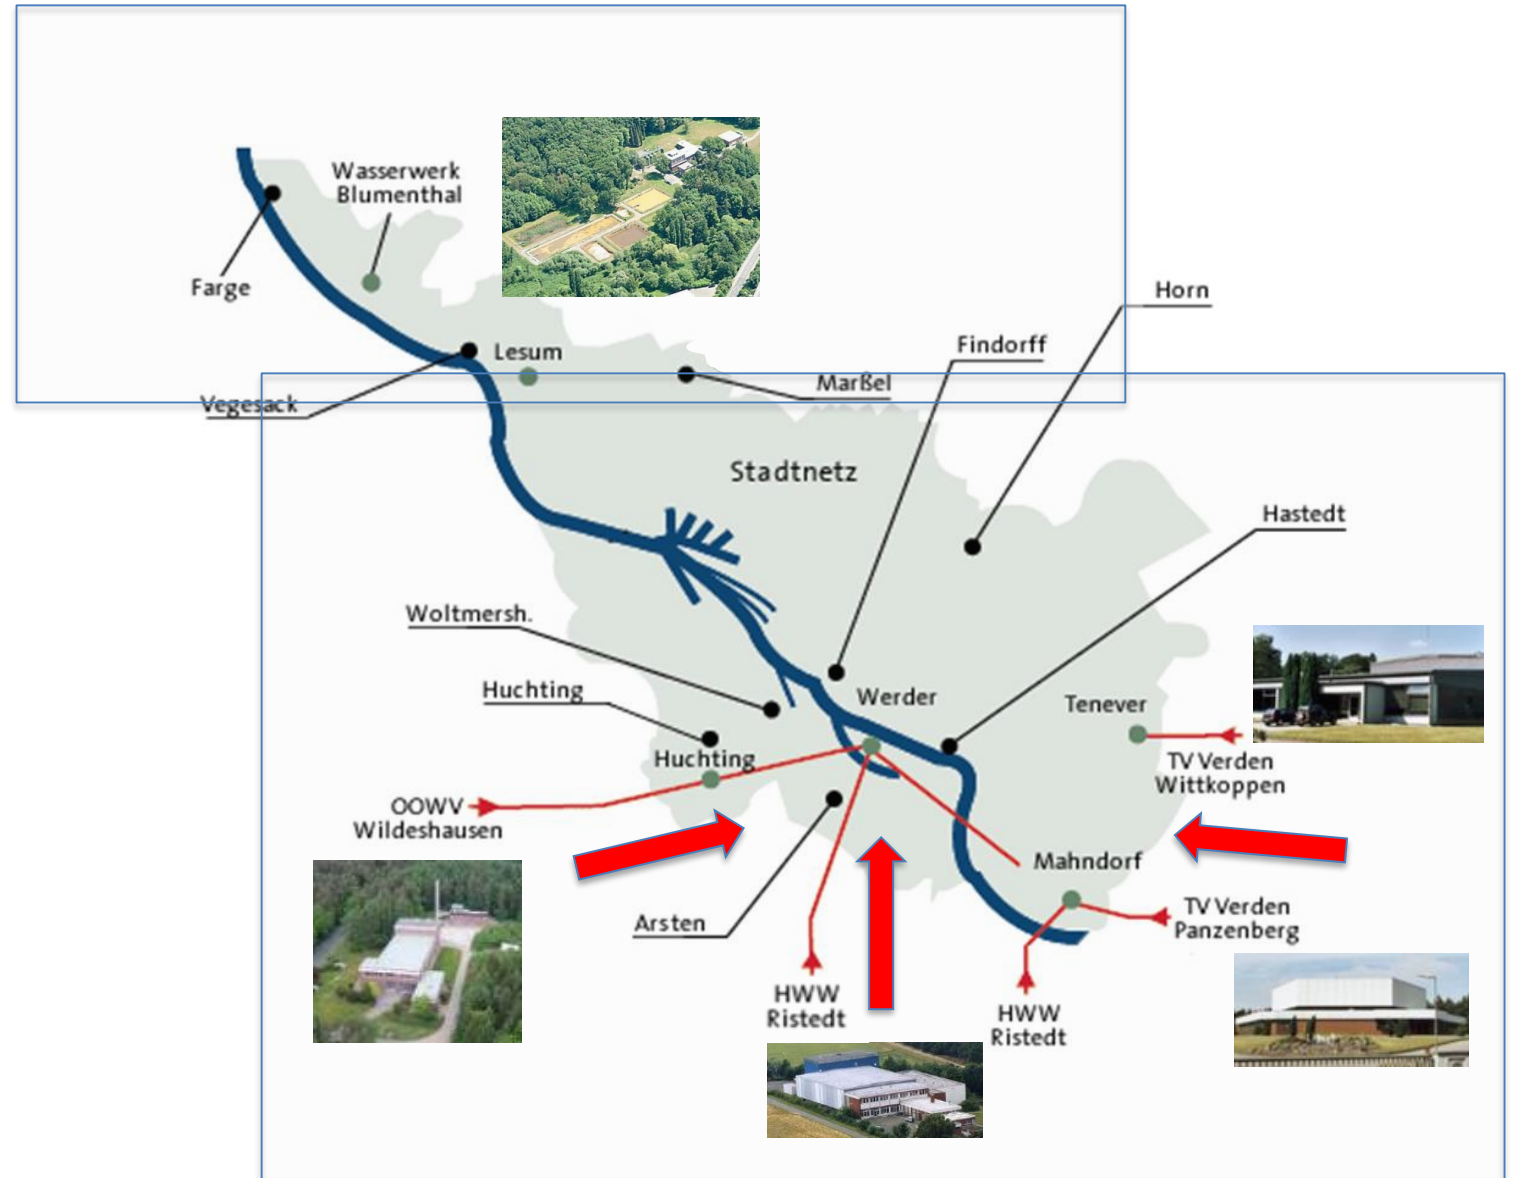 Wasserwerk
Blumenthal
Farge
Horn
Findorff
Lesum
Marßel
Vegesack
Stadtnetz
Hastedt
Woltmersh.
Huchting
Werder
Tenever
Huchting
TV Verden
Wittkoppen
OOWV
Wildeshausen
Mahndorf
Arsten
TV Verden
Panzenberg
HWW
Ristedt
HWW
Ristedt